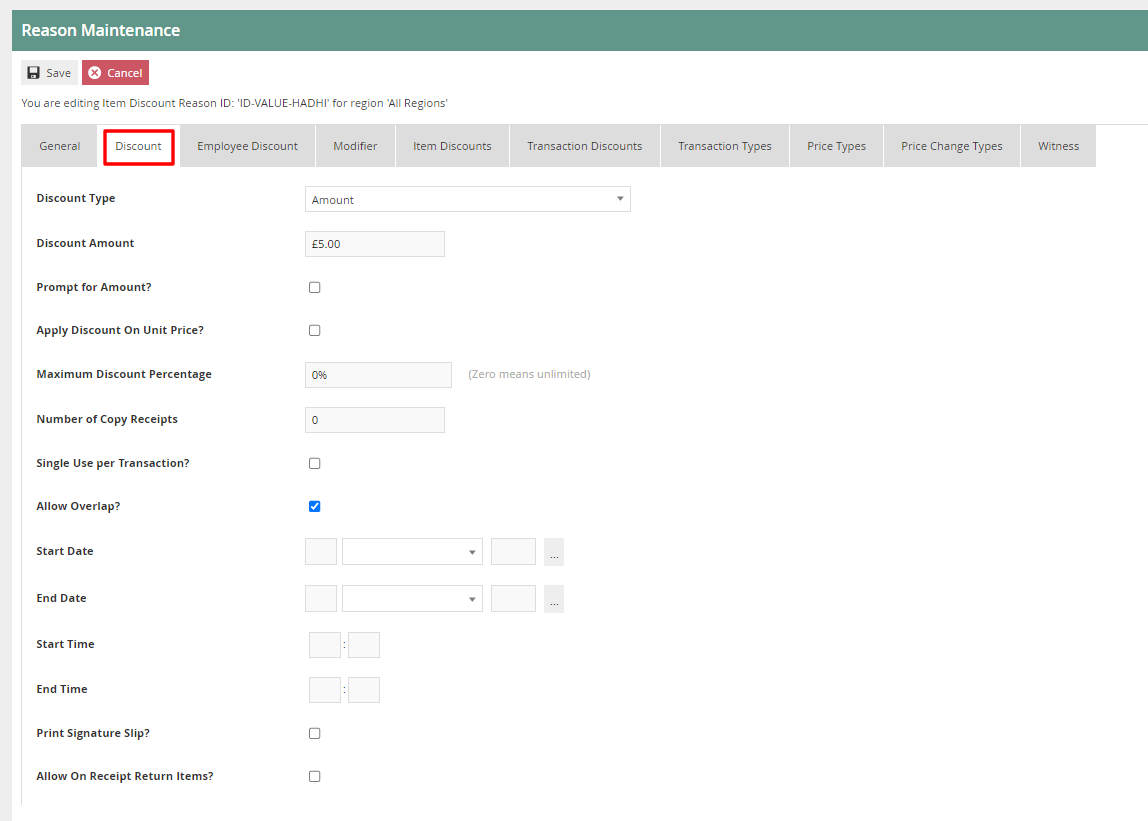 Reason Maintenance
Save Cancel
You are editing Item Discount Reason ID: 'ID-VALUE-HADHI' for region 'All Regions'
General Discount Employee Discount Modifier Item Discounts Transaction Discounts Transaction Types Price Types Price Change Types Witness
Discount Type Amount
Discount Amount £5.00
Prompt for Amount?
Apply Discount On Unit Price?
Maximum Discount Percentage 0% (Zero means unlimited)
Number of Copy Receipts 0
Single Use per Transaction?
Allow Overlap?
Start Date ...
End Date ...
Start Time :
End Time :
Print Signature Slip?
Allow On Receipt Return Items?